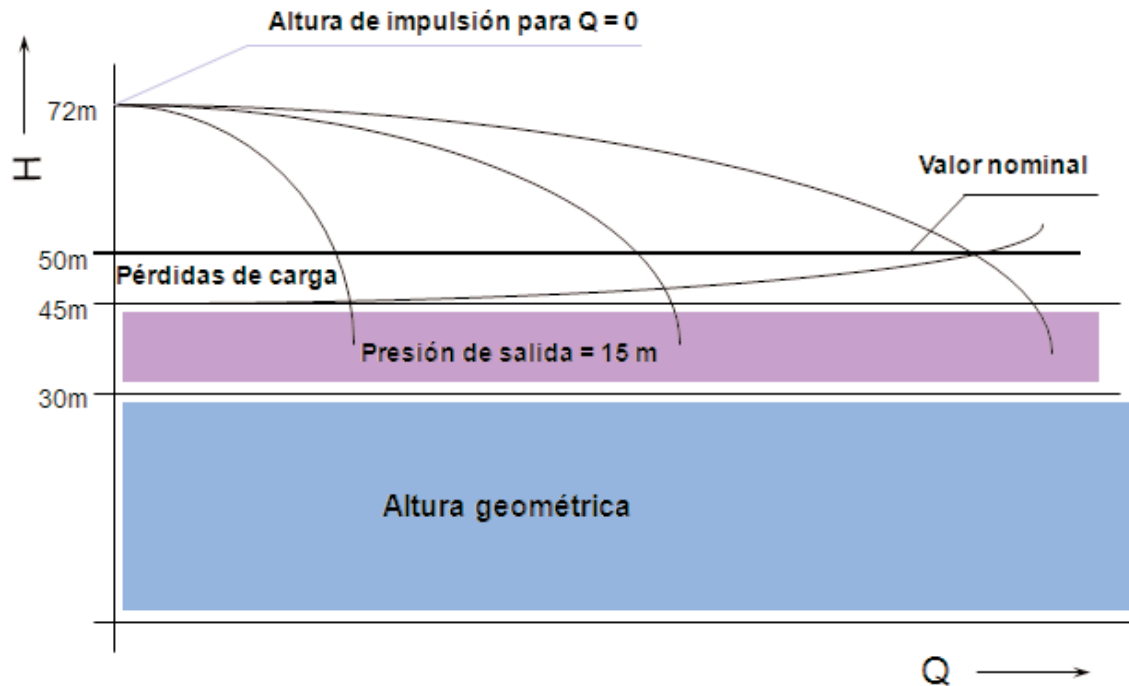 Altura de impulsión para Q = 0
72m
H
Valor nominal
50m
Pérdidas de carga
45m
Presión de salida = 15 m
30m
Altura geométrica
Q